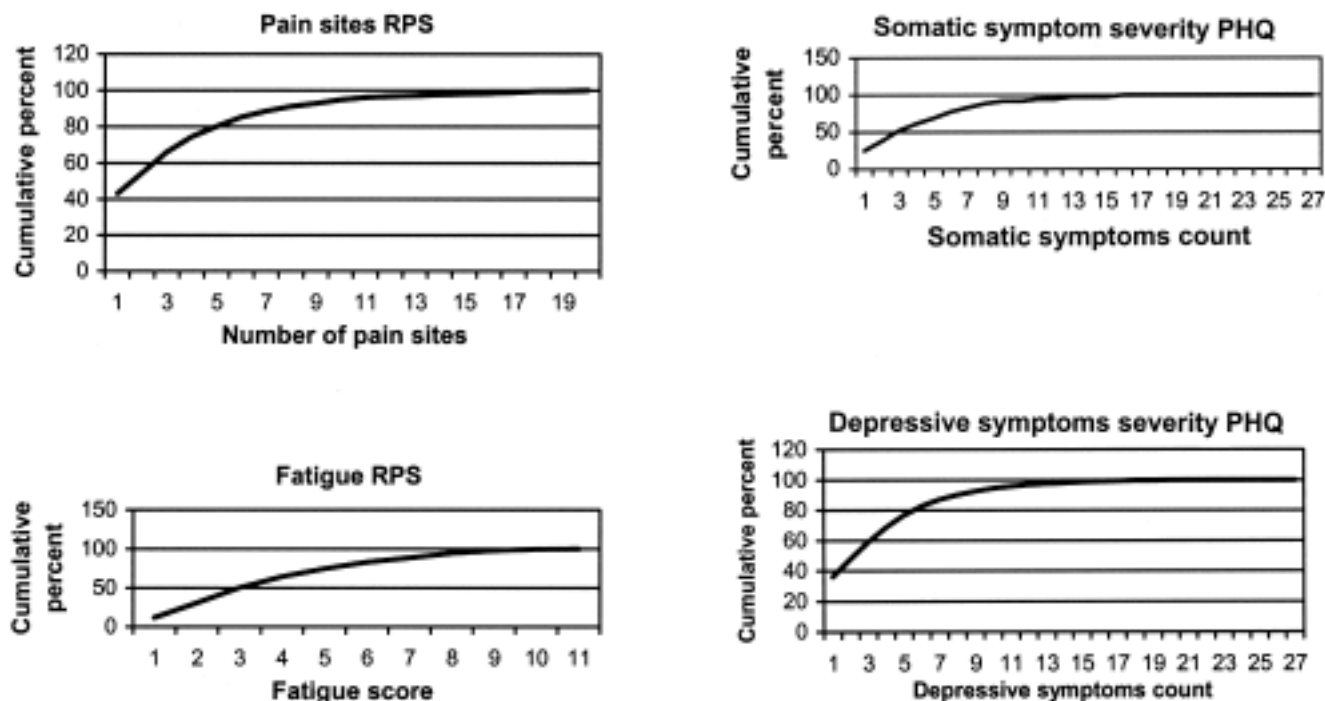 Pain sites RPS
Cumulative percent
120
100
80
60
40
20
0
1 3 5 7 9 11 13 15 17 19
Number of pain sites
Somatic symptom severity PHQ
Cumulative
percent
150
100
50
0
1 3 5 7 9 11 13 15 17 19 21 23 25 27
Somatic symptoms count
Fatigue RPS
Cumulative
percent
150
100
50
0
1 2 3 4 5 6 7 8 9 10 11
Fatigue score
Depressive symptoms severity PHQ
Cumulative percent
120
100
80
60
40
20
0
1 3 5 7 9 11 13 15 17 19 21 23 25 27
Depressive symptoms count